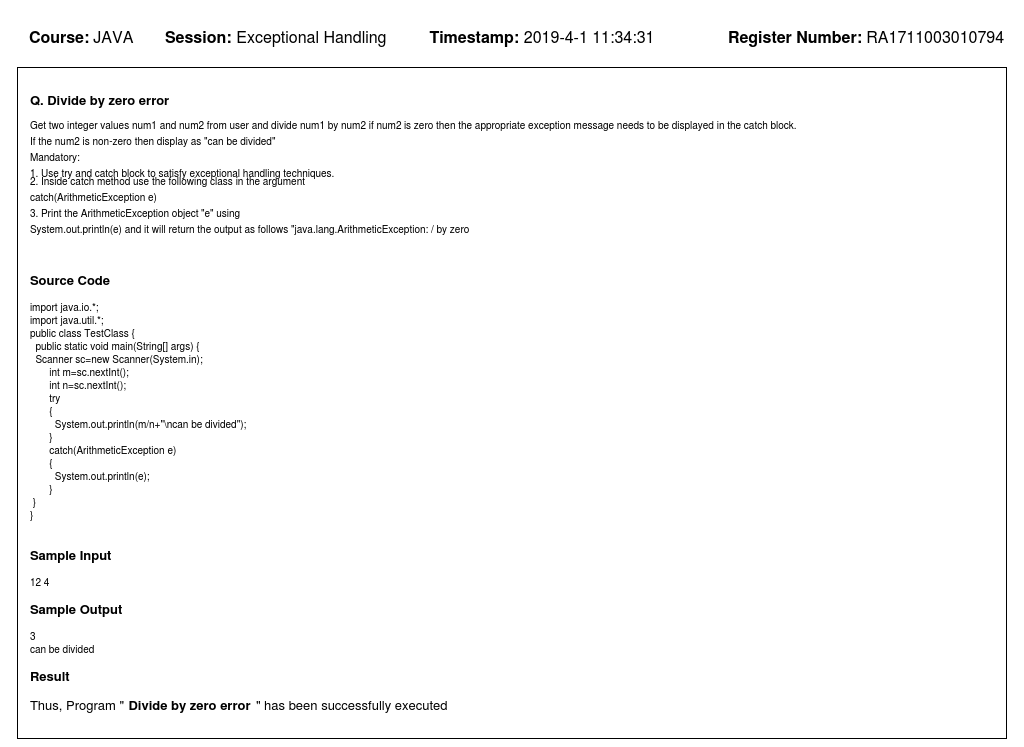 Course: JAVA Session: Exceptional Handling Timestamp: 2019-4-1 11:34:31 Register Number: RA1711003010794
Q. Divide by zero error
Get two integer values num1 and num2 from user and divide num1 by num2 if num2 is zero then the appropriate exception message needs to be displayed in the catch block.
If the num2 is non-zero then display as "can be divided"
Mandatory:
1. Use try and catch block to satisfy exceptional handling techniques.
2. Inside catch method use the following class in the argument
catch(ArithmeticException e)
3. Print the ArithmeticException object "e" using
System.out.println(e) and it will return the output as follows "java.lang.ArithmeticException: / by zero
Source Code
import java.io.*;
import java.util.*;
public class TestClass {
public static void main(String[] args) {
Scanner sc=new Scanner(System.in);
int m=sc.nextInt();
int n=sc.nextInt();
try
{
System.out.println(m/n+"\ncan be divided");
}
catch(ArithmeticException e)
{
System.out.println(e);
}
}
}
Sample Input
12 4
Sample Output
3
can be divided
Result
Thus, Program " Divide by zero error " has been successfully executed